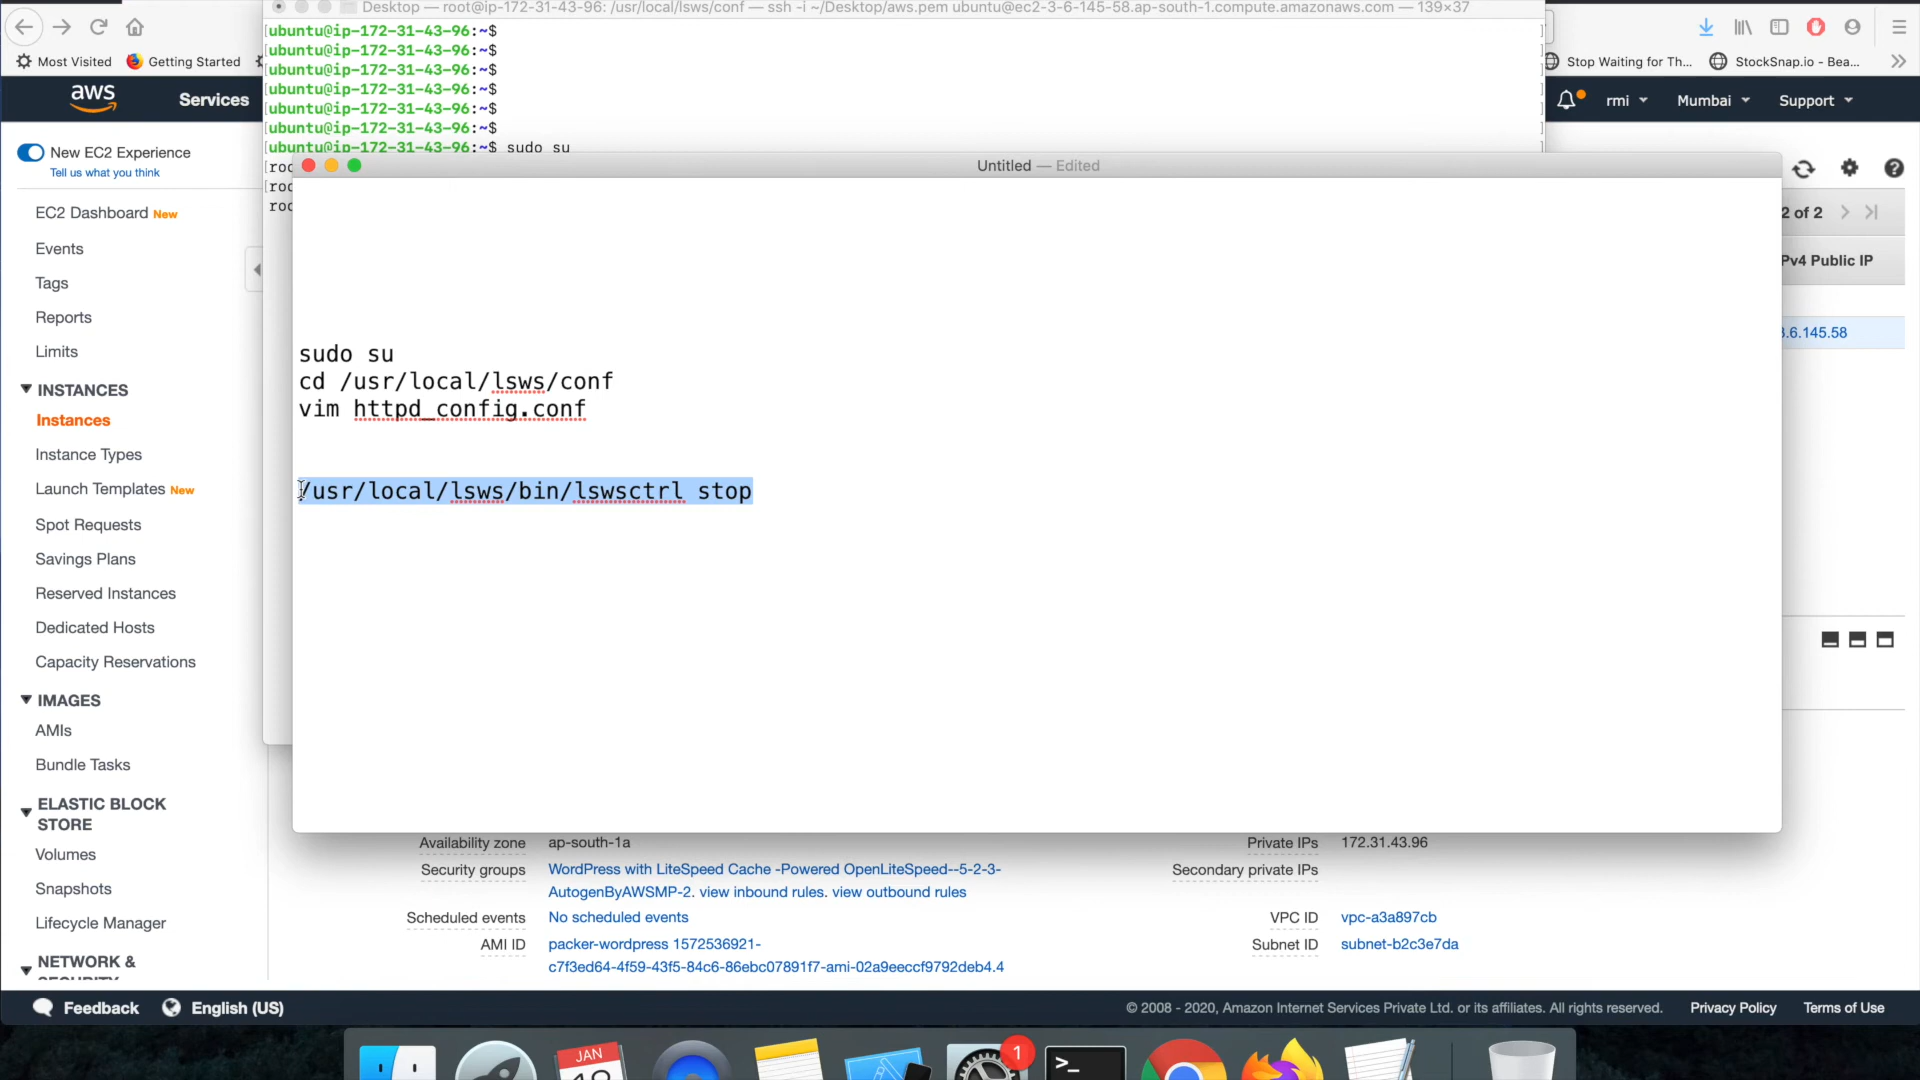 Desktop — root@ip-172-31-43-96: /usr/local/lsws/conf — ssh -i ~/Desktop/aws.pem ubuntu@ec2-3-6-145-58.ap-south-1.compute.amazonaws.com — 139×37
Most Visited
Getting Started
Stop Waiting for Th...
StockSnap.io - Bea...
[ubuntu@ip-172-31-43-96:~$
[ubuntu@ip-172-31-43-96:~$
[ubuntu@ip-172-31-43-96:~$
[ubuntu@ip-172-31-43-96:~$
[ubuntu@ip-172-31-43-96:~$
[ubuntu@ip-172-31-43-96:~$
[ubuntu@ip-172-31-43-96:~$ sudo su
aws
Services
rmi
Mumbai
Support
New EC2 Experience
Tell us what you think
EC2 Dashboard New
Events
Tags
Reports
Limits
INSTANCES
Instances
Instance Types
Launch Templates New
Spot Requests
Savings Plans
Reserved Instances
Dedicated Hosts
Capacity Reservations
IMAGES
AMIs
Bundle Tasks
ELASTIC BLOCK
STORE
Volumes
Snapshots
Lifecycle Manager
NETWORK &
Untitled — Edited
sudo su
cd /usr/local/lsws/conf
vim httpd_config.conf
/usr/local/lsws/bin/lswsctrl stop
2 of 2
Pv4 Public IP
.6.145.58
Availability zone ap-south-1a
Security groups WordPress with LiteSpeed Cache -Powered OpenLiteSpeed--5-2-3-
AutogenByAWSMP-2. view inbound rules. view outbound rules
Scheduled events No scheduled events
AMI ID packer-wordpress 1572536921-
c7f3ed64-4f59-43f5-84c6-86ebc07891f7-ami-02a9eeccf9792deb4.4
Private IPs 172.31.43.96
Secondary private IPs
VPC ID vpc-a3a897cb
Subnet ID subnet-b2c3e7da
Feedback
English (US)
© 2008 - 2020, Amazon Internet Services Private Ltd. or its affiliates. All rights reserved.
Privacy Policy
Terms of Use
JAN
1
>_